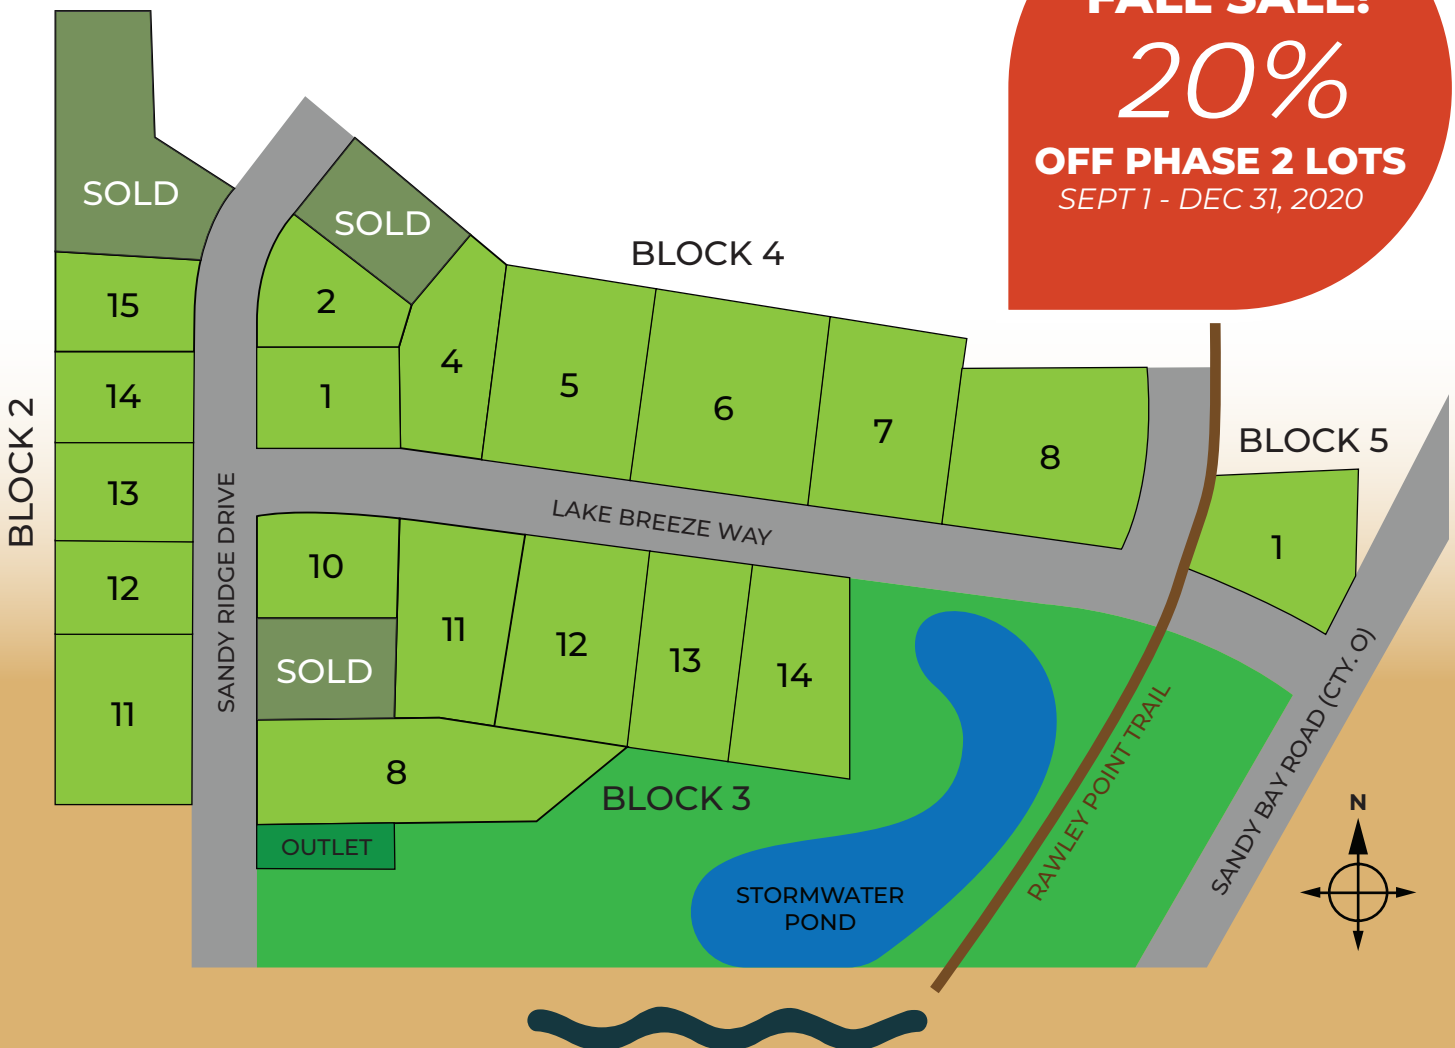 FALL SALE!
20%
OFF PHASE 2 LOTS
SEPT 1 - DEC 31, 2020
SOLD
SOLD
BLOCK 4
15
2
14
1
4
5
6
7
8
BLOCK 5
1
BLOCK 2
13
12
11
SANDY RIDGE DRIVE
LAKE BREEZE WAY
10
SOLD
11
12
13
14
8
BLOCK 3
OUTLET
STORMWATER
POND
RAWLEY POINT TRAIL
SANDY BAY ROAD (CTY. O)
N